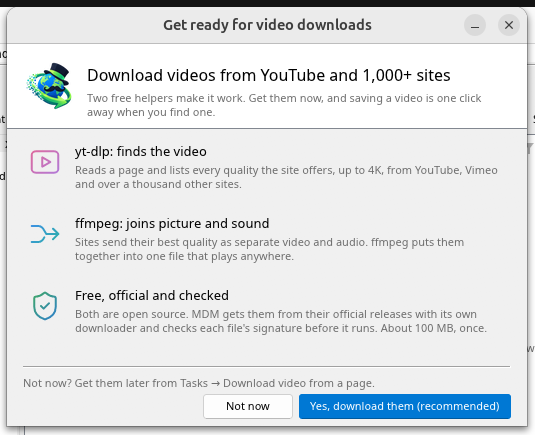 Get ready for video downloads
Download videos from YouTube and 1,000+ sites
Two free helpers make it work. Get them now, and saving a video is one click
away when you find one.
yt-dlp: finds the video
Reads a page and lists every quality the site offers, up to 4K, from YouTube, Vimeo
and over a thousand other sites.
ffmpeg: joins picture and sound
Sites send their best quality as separate video and audio. ffmpeg puts them
together into one file that plays anywhere.
Free, official and checked
Both are open source. MDM gets them from their official releases with its own
downloader and checks each file's signature before it runs. About 100 MB, once.
Not now? Get them later from Tasks → Download video from a page.
Not now
Yes, download them (recommended)